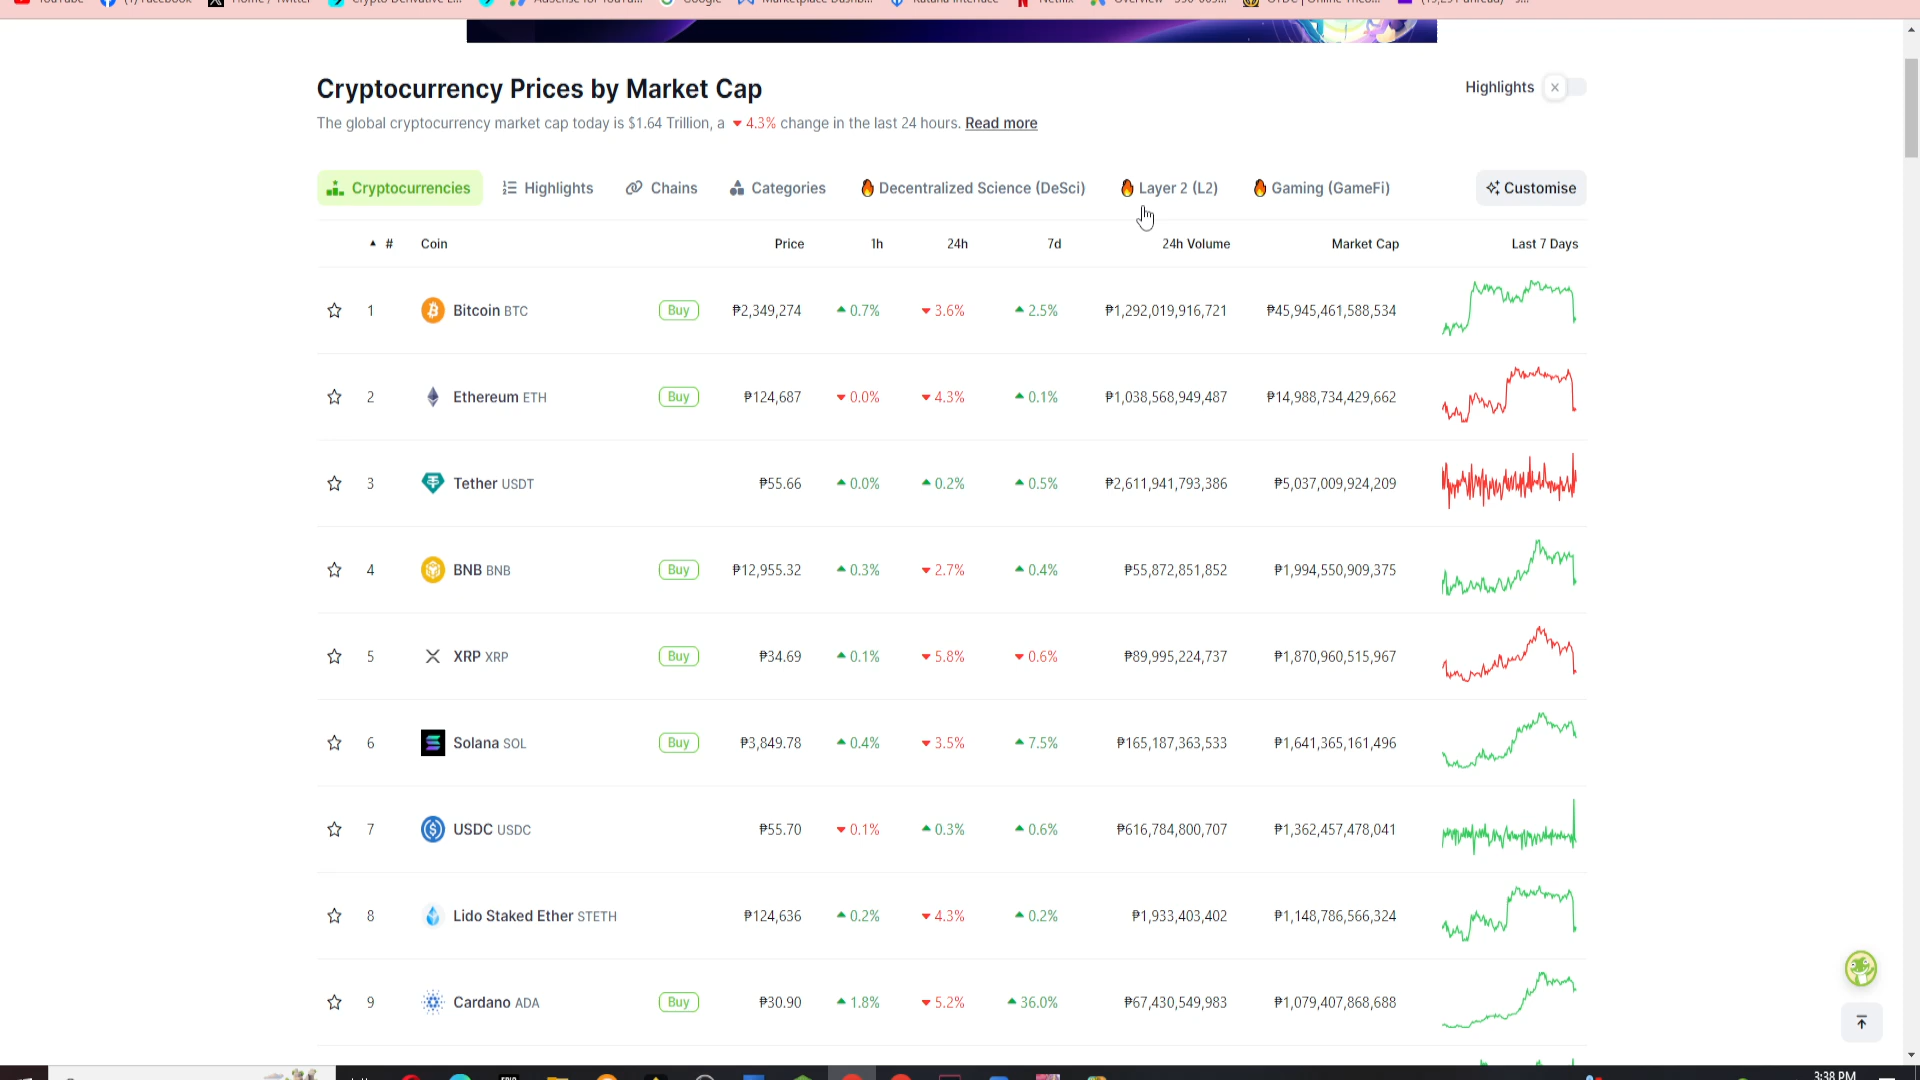 Cryptocurrency Prices by Market Cap
Highlights
The global cryptocurrency market cap today is $1.64 Trillion, a 4.3% change in the last 24 hours. Read more
Cryptocurrencies Highlights Chains Categories Decentralized Science (DeSci) Layer 2 (L2) Gaming (GameFi) Customise
# Coin Price 1h 24h 7d 24h Volume Market Cap Last 7 Days
1 Bitcoin BTC Buy ₱2,349,274 0.7% 3.6% 2.5% ₱1,292,019,916,721 ₱45,945,461,588,534
2 Ethereum ETH Buy ₱124,687 0.0% 4.3% 0.1% ₱1,038,568,949,487 ₱14,988,734,429,662
3 Tether USDT ₱55.66 0.0% 0.2% 0.5% ₱2,611,941,793,386 ₱5,037,009,924,209
4 BNB BNB Buy ₱12,955.32 0.3% 2.7% 0.4% ₱55,872,851,852 ₱1,994,550,909,375
5 XRP XRP Buy ₱34.69 0.1% 5.8% 0.6% ₱89,995,224,737 ₱1,870,960,515,967
6 Solana SOL Buy ₱3,849.78 0.4% 3.5% 7.5% ₱165,187,363,533 ₱1,641,365,161,496
7 USDC USDC ₱55.70 0.1% 0.3% 0.6% ₱616,784,800,707 ₱1,362,457,478,041
8 Lido Staked Ether STETH ₱124,636 0.2% 4.3% 0.2% ₱1,933,403,402 ₱1,148,786,566,324
9 Cardano ADA Buy ₱30.90 1.8% 5.2% 36.0% ₱67,430,549,983 ₱1,079,407,868,688
3:38 PM